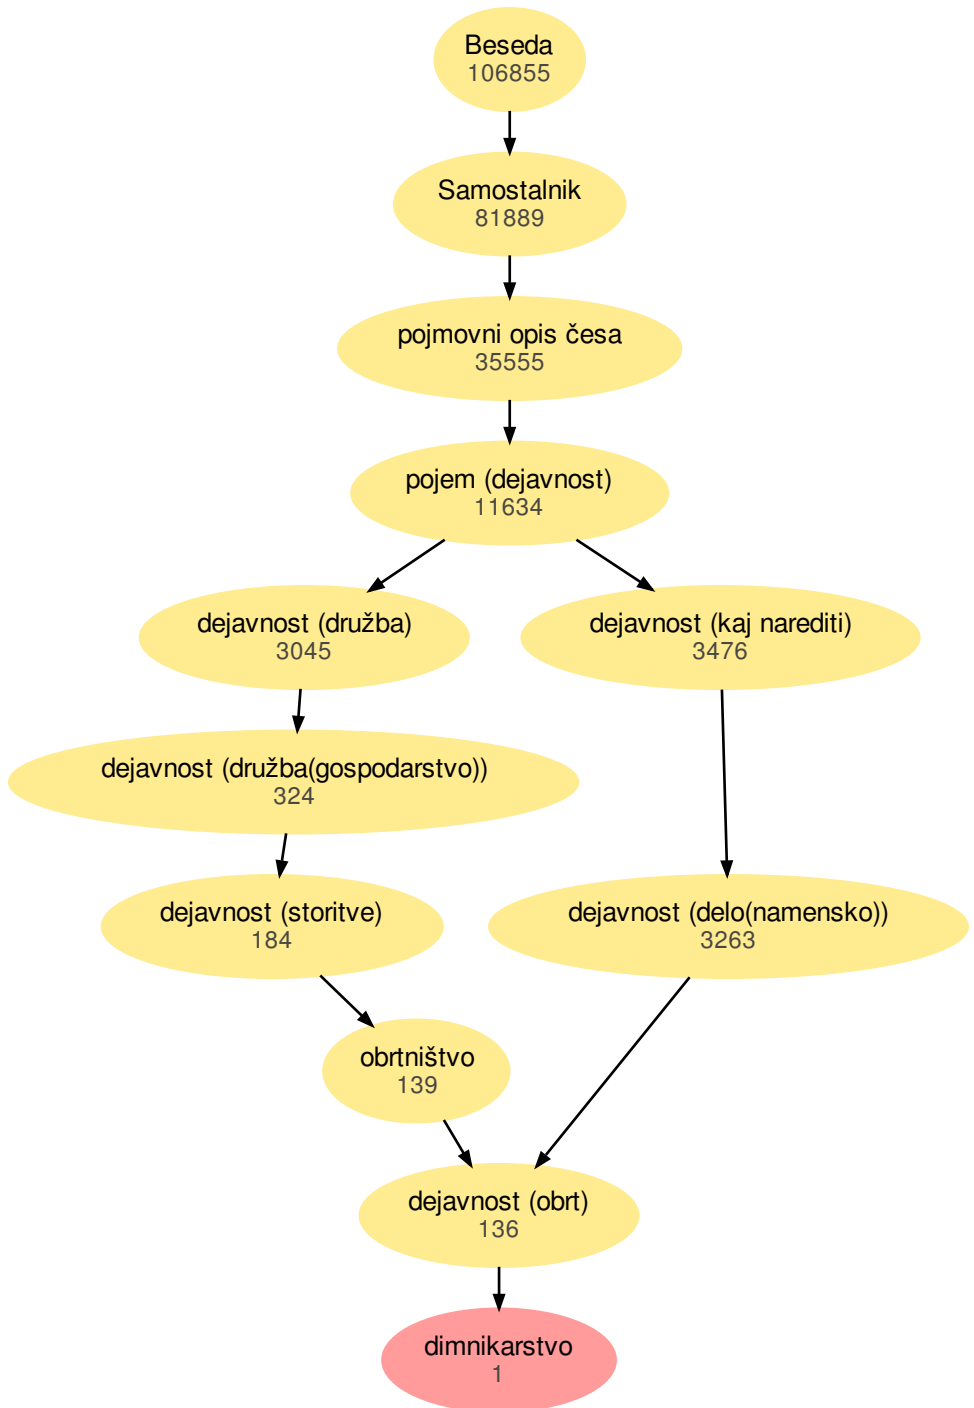 Beseda
106855
Samostalnik
81889
pojmovni opis česa
35555
pojem (dejavnost)
11634
dejavnost (družba)
3045
dejavnost (kaj narediti)
3476
dejavnost (družba(gospodarstvo))
324
dejavnost (storitve)
184
dejavnost (delo(namensko))
3263
obrtništvo
139
dejavnost (obrt)
136
dimnikarstvo
1